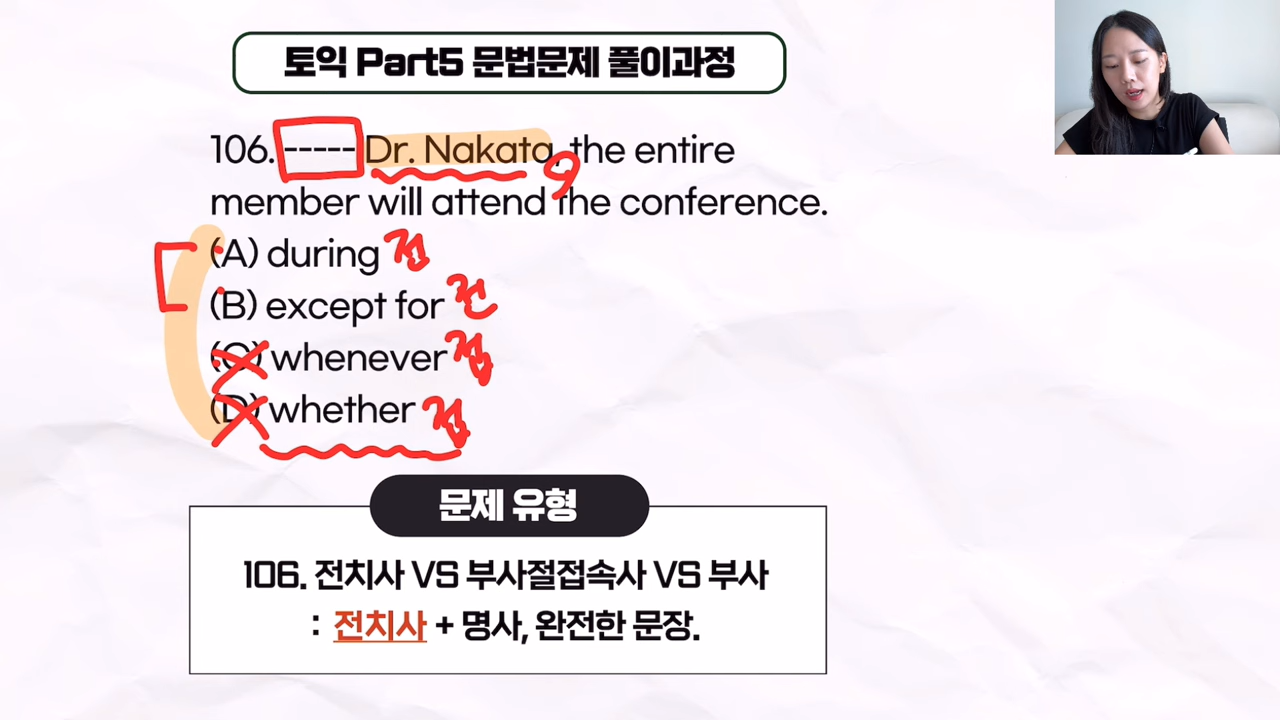 토익 Part5 문법문제 풀이과정
106. ----- Dr. Nakata, the entire
member will attend the conference.
(A) during 전
(B) except for 전
(C) whenever 접
(D) whether 접
문제 유형
106. 전치사 VS 부사절접속사 VS 부사
: 전치사 + 명사, 완전한 문장.